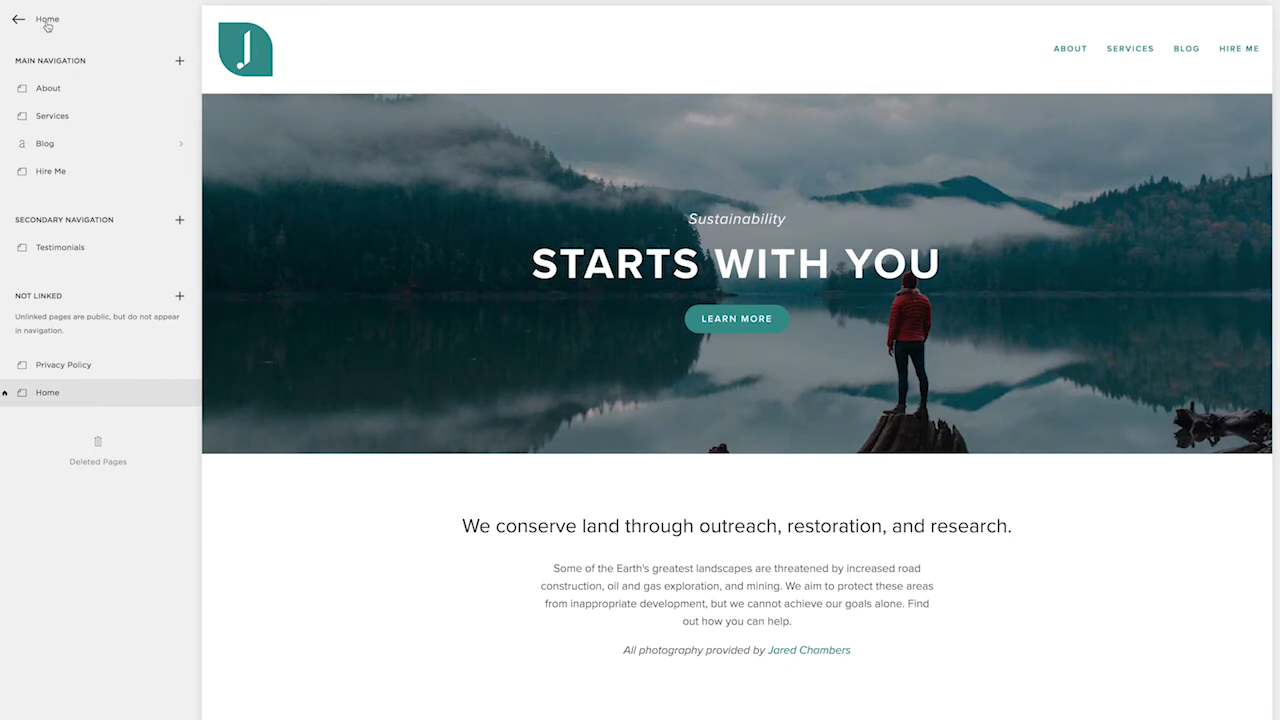 Home
MAIN NAVIGATION
About
Services
Blog
Hire Me
SECONDARY NAVIGATION
Testimonials
NOT LINKED
Unlinked pages are public, but do not appear
in navigation.
Privacy Policy
Home
Deleted Pages
J
ABOUT SERVICES BLOG HIRE ME
Sustainability
STARTS WITH YOU
LEARN MORE
We conserve land through outreach, restoration, and research.
Some of the Earth's greatest landscapes are threatened by increased road
construction, oil and gas exploration, and mining. We aim to protect these areas
from inappropriate development, but we cannot achieve our goals alone. Find
out how you can help.
All photography provided by Jared Chambers